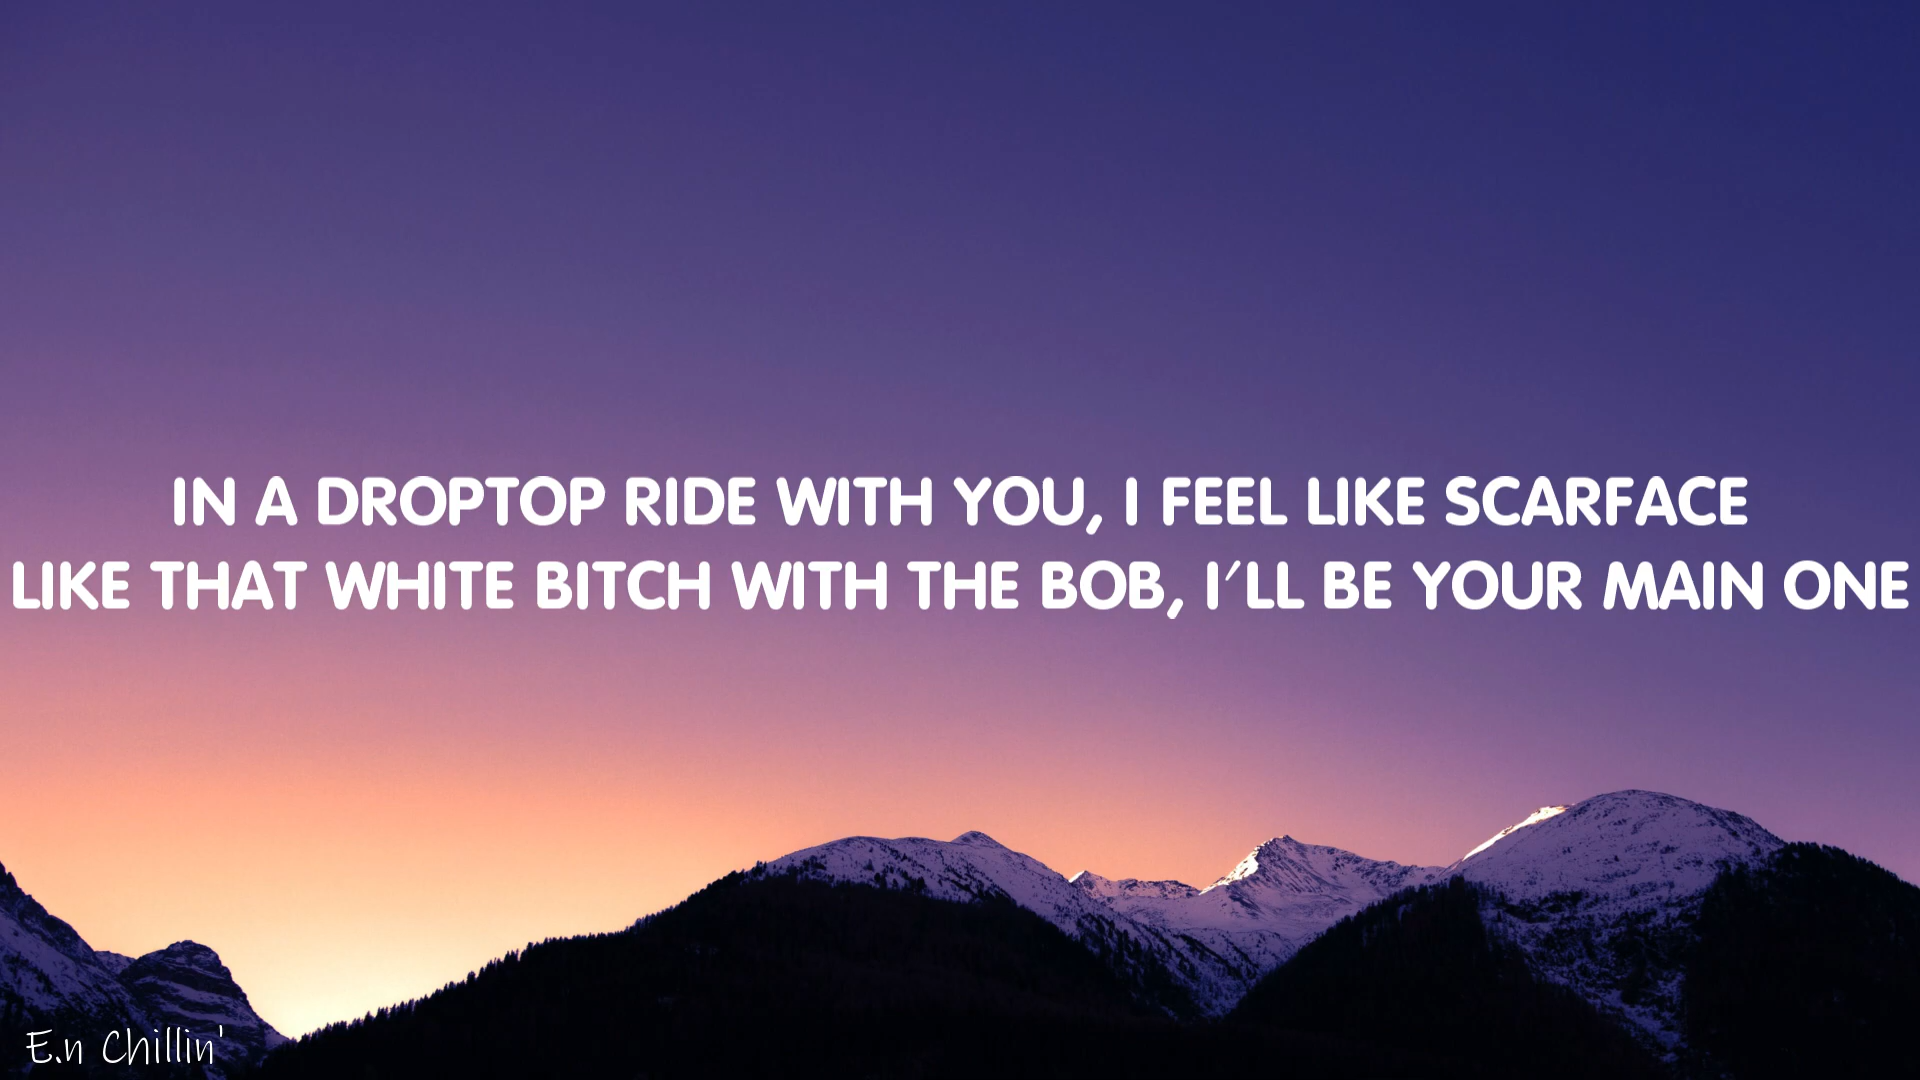 IN A DROPTOP RIDE WITH YOU, I FEEL LIKE SCARFACE
LIKE THAT WHITE BITCH WITH THE BOB, I'LL BE YOUR MAIN ONE
E.n Chillin'